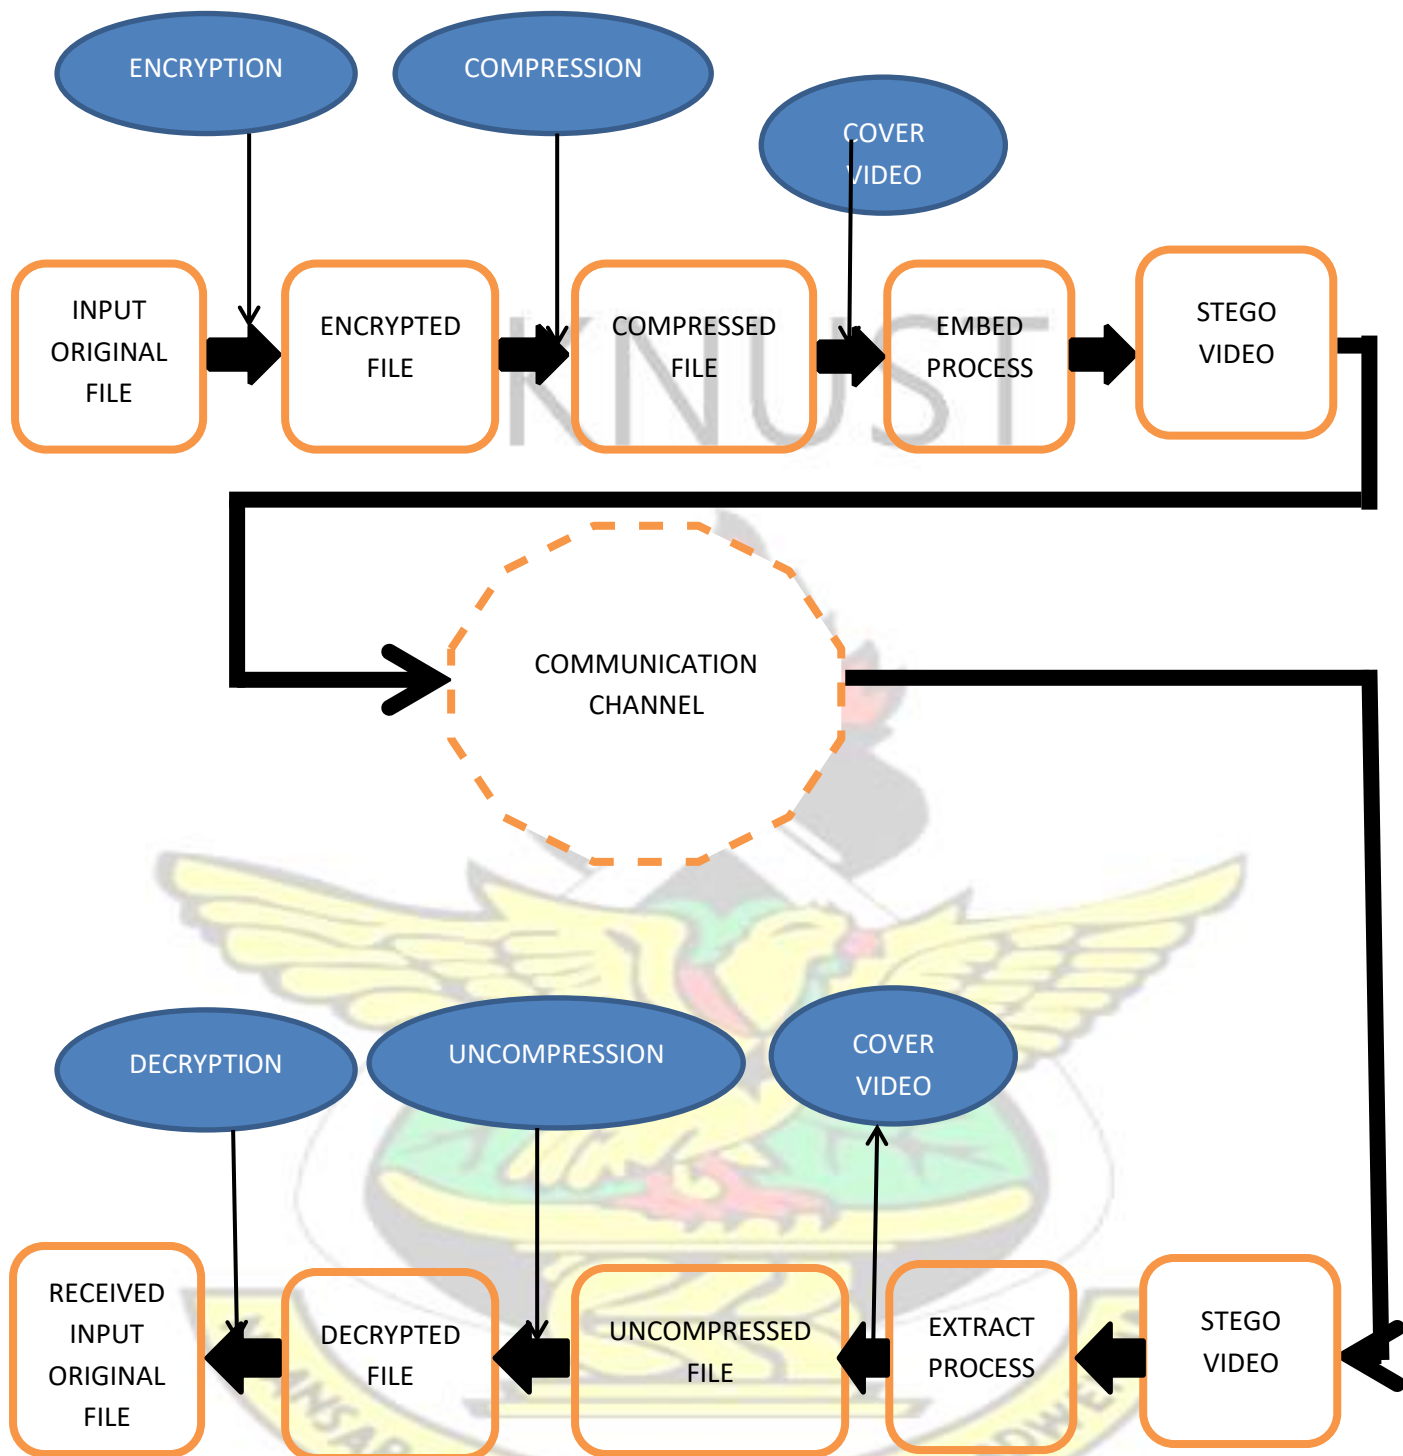 ENCRYPTION
COMPRESSION
COVER
VIDEO
INPUT
ORIGINAL
FILE
ENCRYPTED
FILE
COMPRESSED
FILE
EMBED
PROCESS
STEGO
VIDEO
KNUST
COMMUNICATION
CHANNEL
DECRYPTION
UNCOMPRESSION
COVER
VIDEO
RECEIVED
INPUT
ORIGINAL
FILE
DECRYPTED
FILE
UNCOMPRESSED
FILE
EXTRACT
PROCESS
STEGO
VIDEO